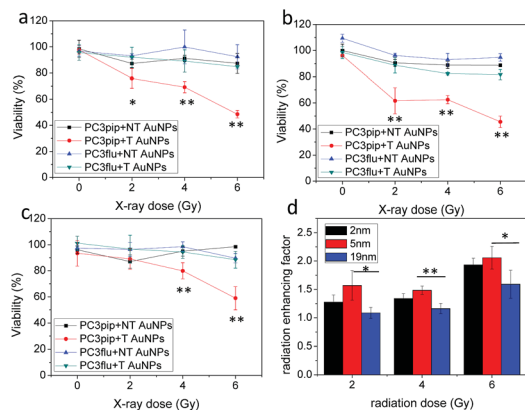 a
120
100
80
60
40
20
0
Viability (%)
*
**
**
PC3pip+NT AuNPs
PC3pip+T AuNPs
PC3flu+NT AuNPs
PC3flu+T AuNPs
0 2 4 6
X-ray dose (Gy)
b
120
100
80
60
40
20
0
Viability (%)
**
**
**
PC3pip+NT AuNPs
PC3pip+T AuNPs
PC3flu+NT AuNPs
PC3flu+T AuNPs
0 2 4 6
X-ray dose (Gy)
c
120
100
80
60
40
20
0
Viability (%)
**
**
PC3pip+NT AuNPs
PC3pip+T AuNPs
PC3flu+NT AuNPs
PC3flu+T AuNPs
0 2 4 6
X-ray dose (Gy)
d
3.0
2.5
2.0
1.5
1.0
0.5
0.0
radiation enhancing factor
2nm
5nm
19nm
*
**
*
2 4 6
radiation dose (Gy)